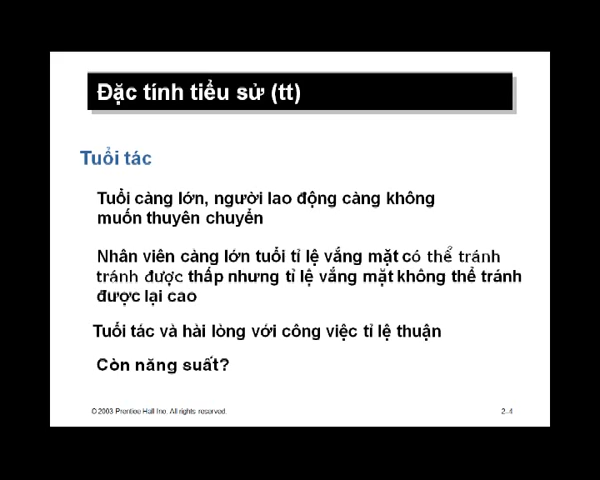 Đặc tính tiểu sử (tt)
Tuổi tác
Tuổi càng lớn, người lao động càng không
muốn thuyên chuyển
Nhân viên càng lớn tuổi tỉ lệ vắng mặt có thể tránh
tránh được thấp nhưng tỉ lệ vắng mặt không thể tránh
được lại cao
Tuổi tác và hài lòng với công việc tỉ lệ thuận
Còn năng suất?
© 2003 Prentice Hall Inc. All rights reserved.
2–4